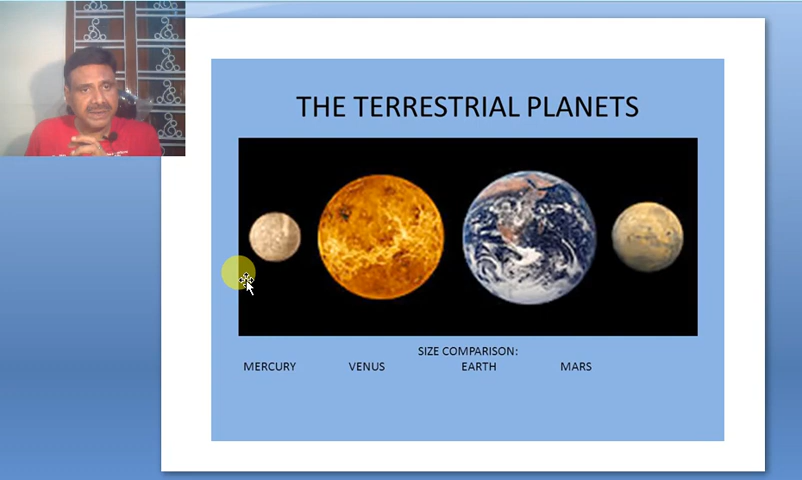 THE TERRESTRIAL PLANETS
SIZE COMPARISON:
MERCURY VENUS EARTH MARS